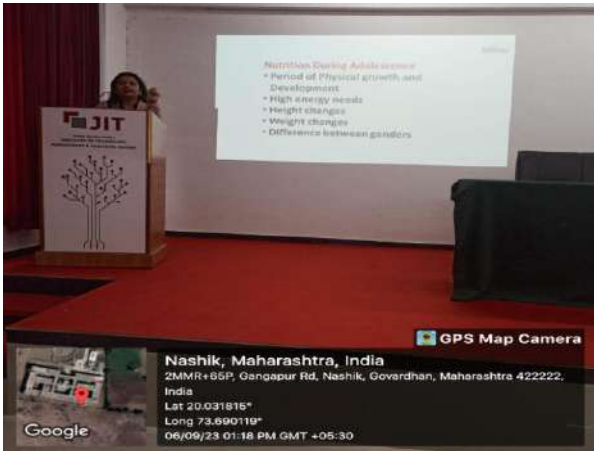 Nutrition During Adolescence
• Period of Physical growth and
Development
• High energy needs
• Height changes
• Weight changes
• Difference between genders
JIT
GPS Map Camera
Nashik, Maharashtra, India
2MMR+65P, Gangapur Rd, Nashik, Govardhan, Maharashtra 422222,
India
Lat 20.031815°
Long 73.690119°
06/09/23 01:18 PM GMT +05:30
Google